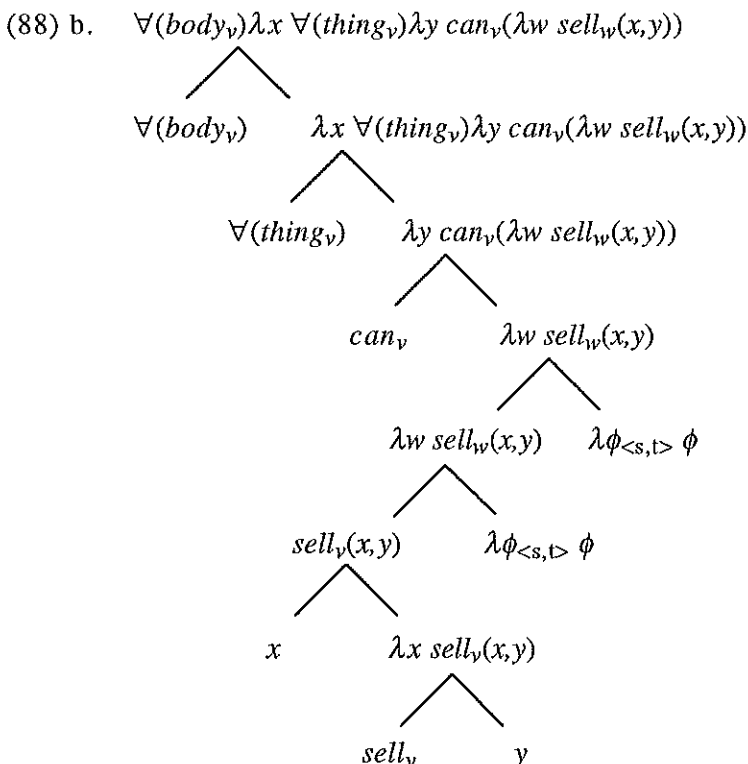 (88) b. ∀(body_v)λx ∀(thing_v)λy can_v(λw sell_w(x,y))
∀(body_v) λx ∀(thing_v)λy can_v(λw sell_w(x,y))
∀(thing_v) λy can_v(λw sell_w(x,y))
can_v λw sell_w(x,y)
λw sell_w(x,y) λϕ_<s,t> ϕ
sell_v(x,y) λϕ_<s,t> ϕ
x λx sell_v(x,y)
sell_v y